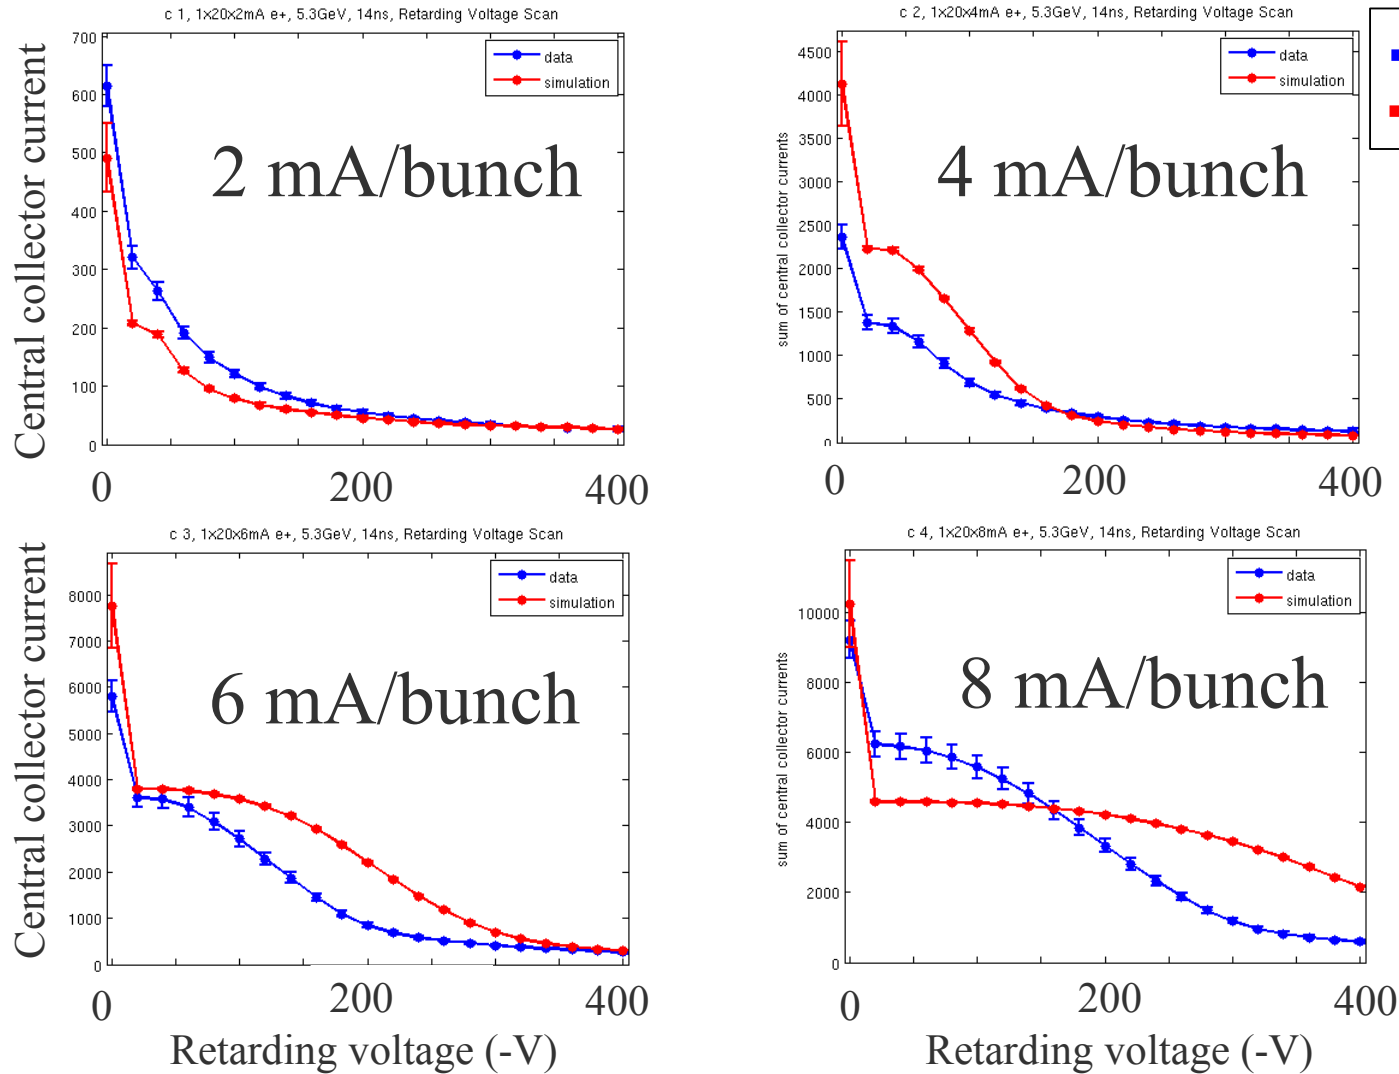 c 1, 1x20x2mA e+, 5.3GeV, 14ns, Retarding Voltage Scan
Central collector current
700
600
500
400
300
200
100
0
data
simulation
2 mA/bunch
0
200
400
c 2, 1x20x4mA e+, 5.3GeV, 14ns, Retarding Voltage Scan
sum of central collector currents
4500
4000
3500
3000
2500
2000
1500
1000
500
0
data
simulation
4 mA/bunch
0
200
400
c 3, 1x20x6mA e+, 5.3GeV, 14ns, Retarding Voltage Scan
Central collector current
8000
7000
6000
5000
4000
3000
2000
1000
0
data
simulation
6 mA/bunch
0
200
400
Retarding voltage (-V)
c 4, 1x20x8mA e+, 5.3GeV, 14ns, Retarding Voltage Scan
sum of central collector currents
10000
8000
6000
4000
2000
0
data
simulation
8 mA/bunch
0
200
400
Retarding voltage (-V)